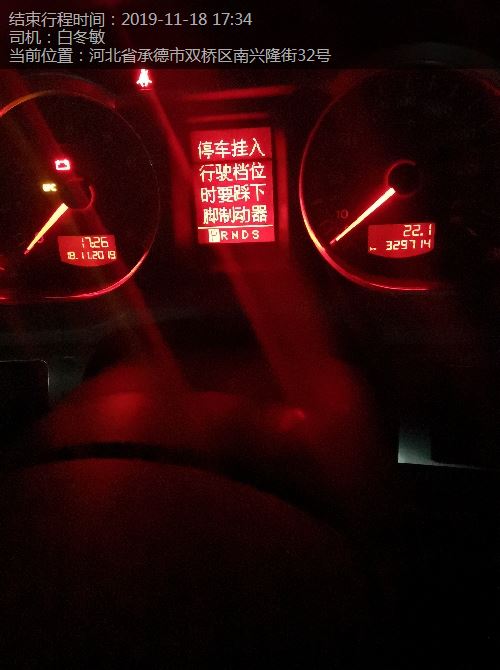 结束行程时间：2019-11-18 17:34
司机：白冬敏
当前位置：河北省承德市双桥区南兴隆街32号
停车挂入
行驶档位
时要踩下
脚制动器
PRNDS
17:26
18.11.2019
10
22.1
329714